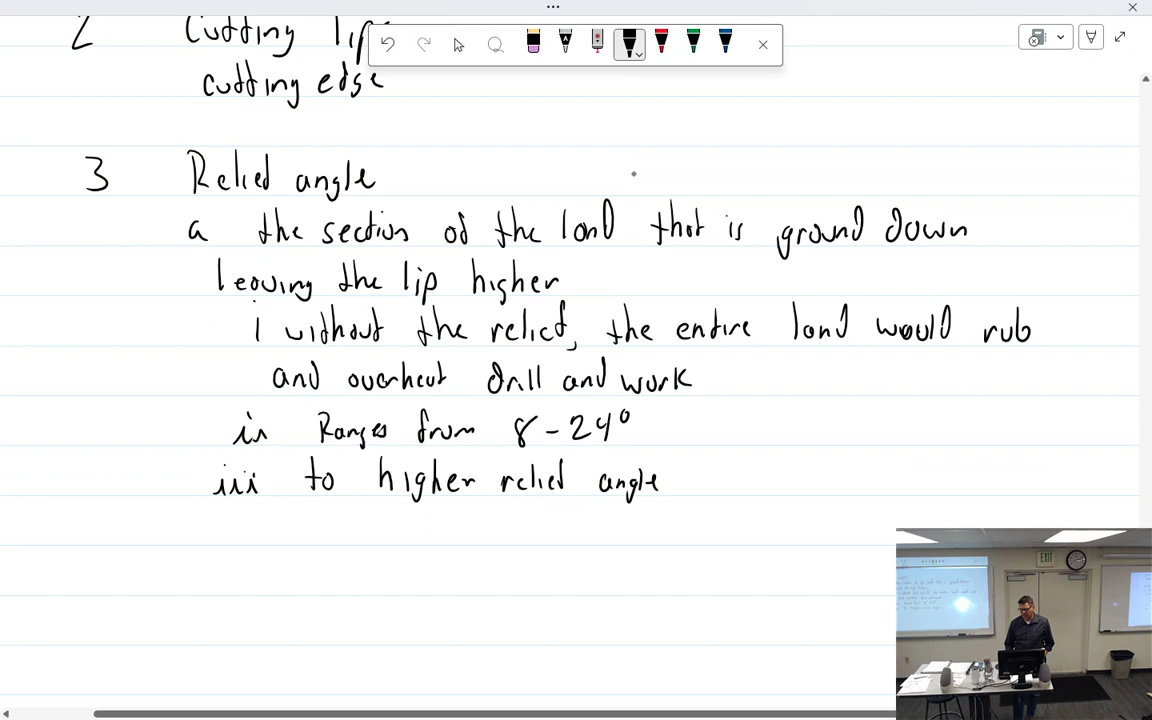 2 Cutting lips
cutting edge
3 Relief angle
a the section of the land that is ground down
leaving the lip higher
i without the relief, the entire land would rub
and overheat drill and work
ii Ranges from 8-24°
iii to higher relief angle
EXIT